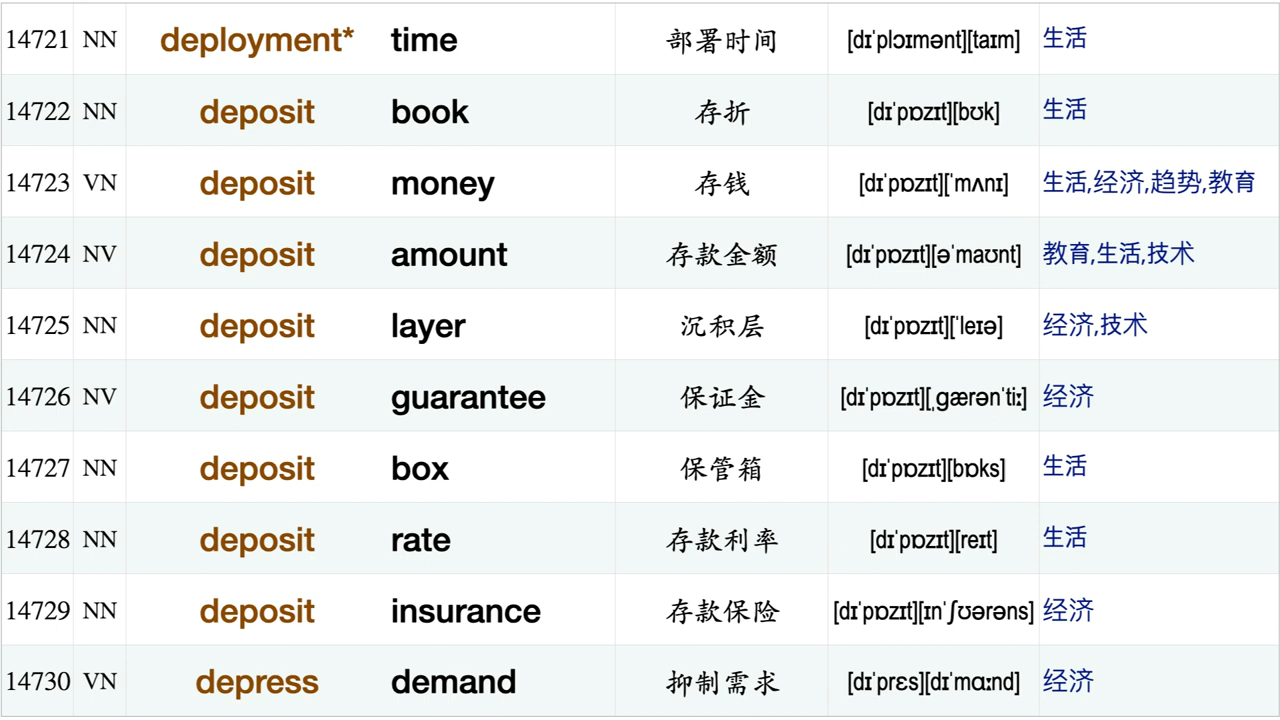 14721 NN deployment* time 部署时间 [dɪˈplɔɪmənt][taɪm] 生活
14722 NN deposit book 存折 [dɪˈpɒzɪt][bʊk] 生活
14723 VN deposit money 存钱 [dɪˈpɒzɪt][ˈmʌnɪ] 生活,经济,趋势,教育
14724 NV deposit amount 存款金额 [dɪˈpɒzɪt][əˈmaʊnt] 教育,生活,技术
14725 NN deposit layer 沉积层 [dɪˈpɒzɪt][ˈleɪə] 经济,技术
14726 NV deposit guarantee 保证金 [dɪˈpɒzɪt][ˌɡærənˈtiː] 经济
14727 NN deposit box 保管箱 [dɪˈpɒzɪt][bɒks] 生活
14728 NN deposit rate 存款利率 [dɪˈpɒzɪt][reɪt] 生活
14729 NN deposit insurance 存款保险 [dɪˈpɒzɪt][ɪnˈʃʊərəns] 经济
14730 VN depress demand 抑制需求 [dɪˈprɛs][dɪˈmɑːnd] 经济